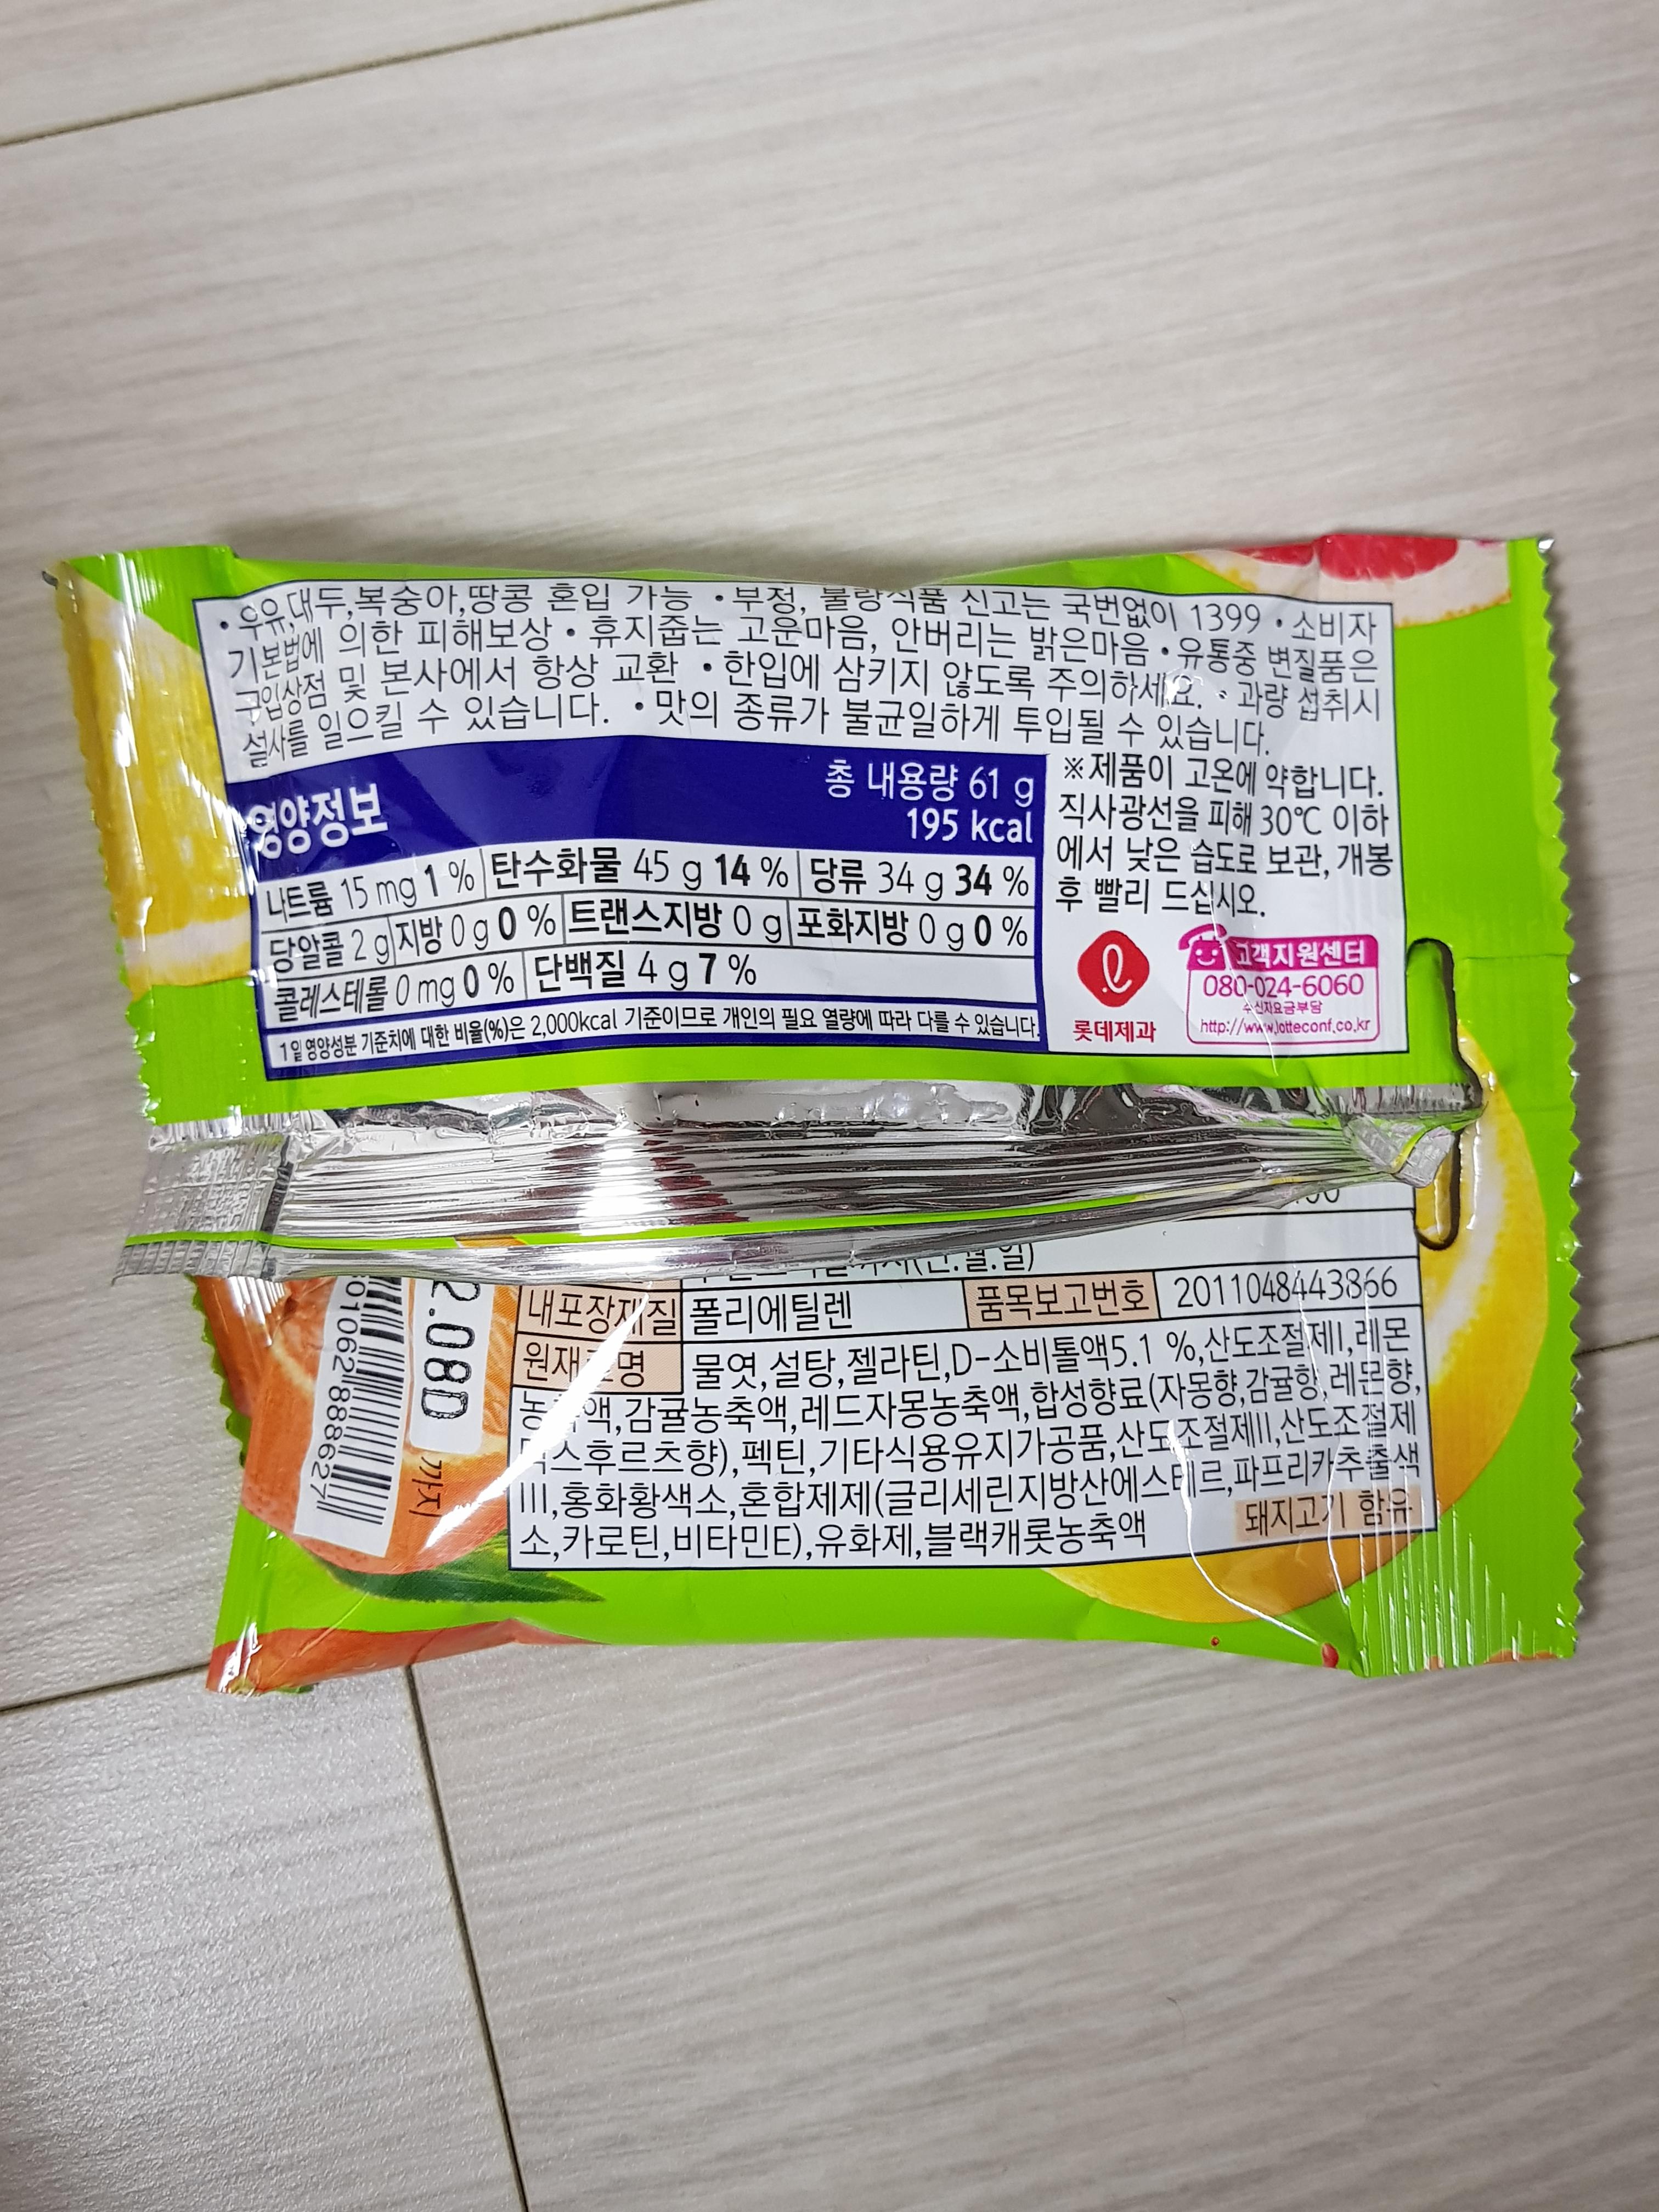 •우유,대두,복숭아,땅콩 혼입 가능 •부정, 불량식품 신고는 국번없이 1399 •소비자
기본법에 의한 피해보상 • 휴지줍는 고운마음, 안버리는 밝은마음 •유통중 변질품은
구입상점 및 본사에서 항상 교환 •한입에 삼키지 않도록 주의하세요. •과량 섭취시
설사를 일으킬 수 있습니다. •맛의 종류가 불균일하게 투입될 수 있습니다.
영양정보
총 내용량 61 g
195 kcal
나트륨 15 mg 1 % 탄수화물 45 g 14 % 당류 34 g 34 %
당알콜 2 g 지방 0 g 0 % 트랜스지방 0 g 포화지방 0 g 0 %
콜레스테롤 0 mg 0 % 단백질 4 g 7 %
1일 영양성분 기준치에 대한 비율(%)은 2,000kcal 기준이므로 개인의 필요 열량에 따라 다를 수 있습니다.
※제품이 고온에 약합니다.
직사광선을 피해 30℃ 이하
에서 낮은 습도로 보관, 개봉
후 빨리 드십시오.
롯데제과
고객지원센터
080-024-6060
수신자요금부담
http://www.lotteconf.co.kr
내포장재질 폴리에틸렌 품목보고번호 2011048443866
원재료명 물엿,설탕,젤라틴,D-소비톨액5.1 %,산도조절제I,레몬
농축액,감귤농축액,레드자몽농축액,합성향료(자몽향,감귤향,레몬향,
믹스후르츠향),펙틴,기타식용유지가공품,산도조절제II,산도조절제
III,홍화황색소,혼합제제(글리세린지방산에스테르,파프리카추출색
소,카로틴,비타민E),유화제,블랙캐롯농축액
돼지고기 함유
2.08D
까지
01062 888627